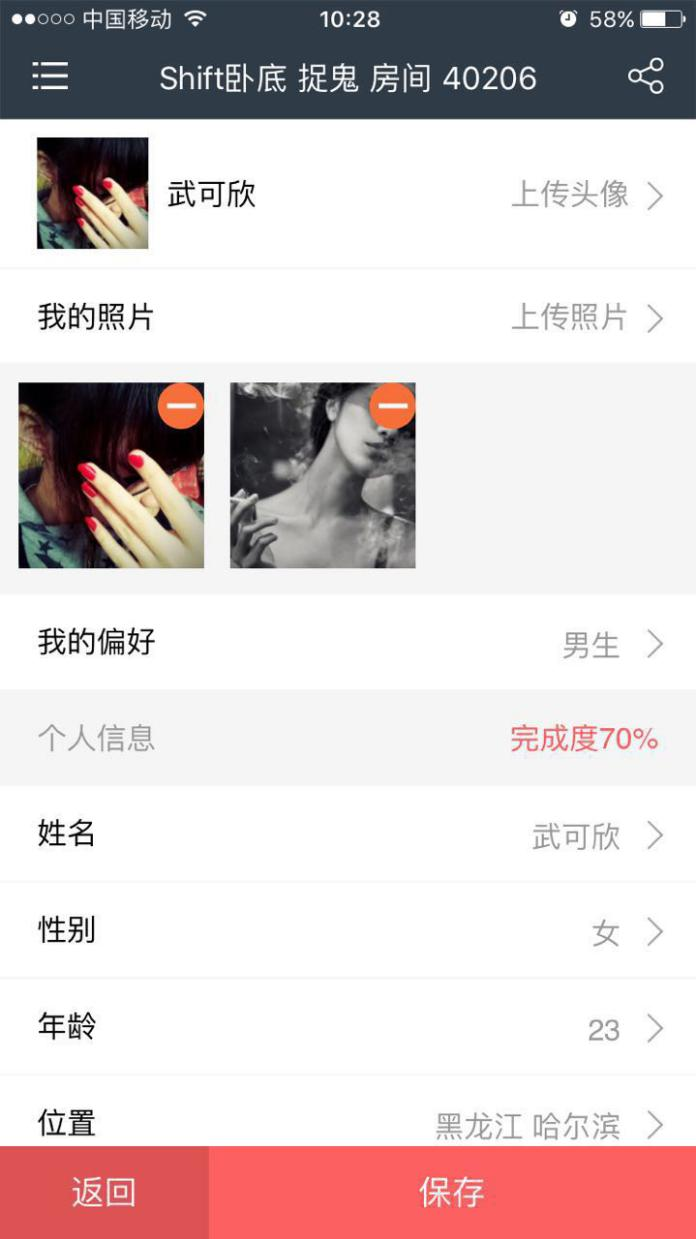 中国移动 10:28 58%
Shift卧底 捉鬼 房间 40206
武可欣 上传头像
我的照片 上传照片
我的偏好 男生
个人信息 完成度70%
姓名 武可欣
性别 女
年龄 23
位置 黑龙江 哈尔滨
返回 保存